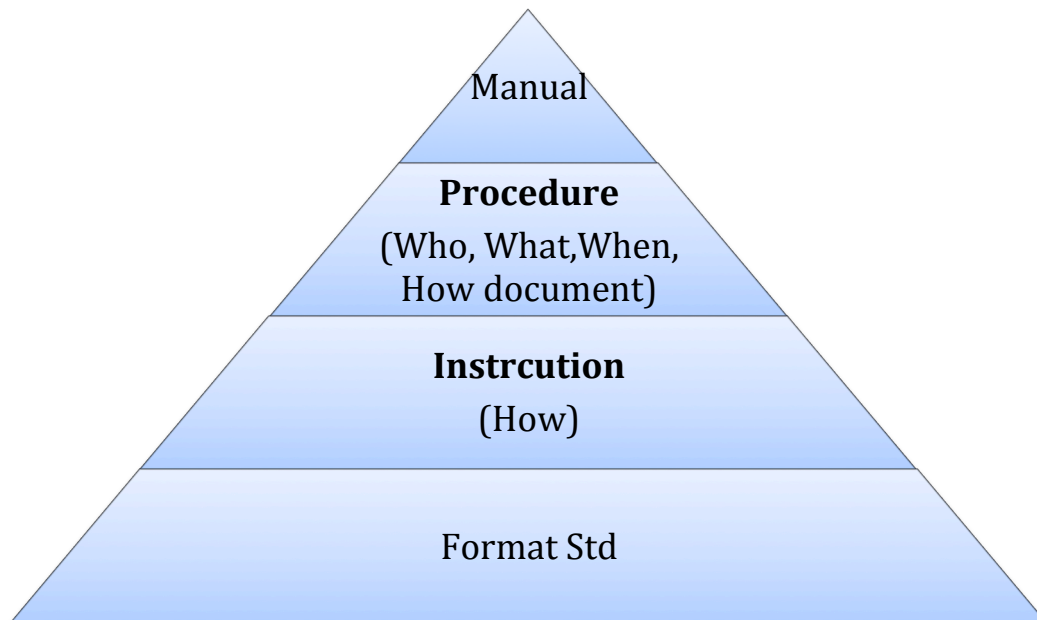 Manual
Procedure
(Who, What,When,
How document)
Instrcution
(How)
Format Std